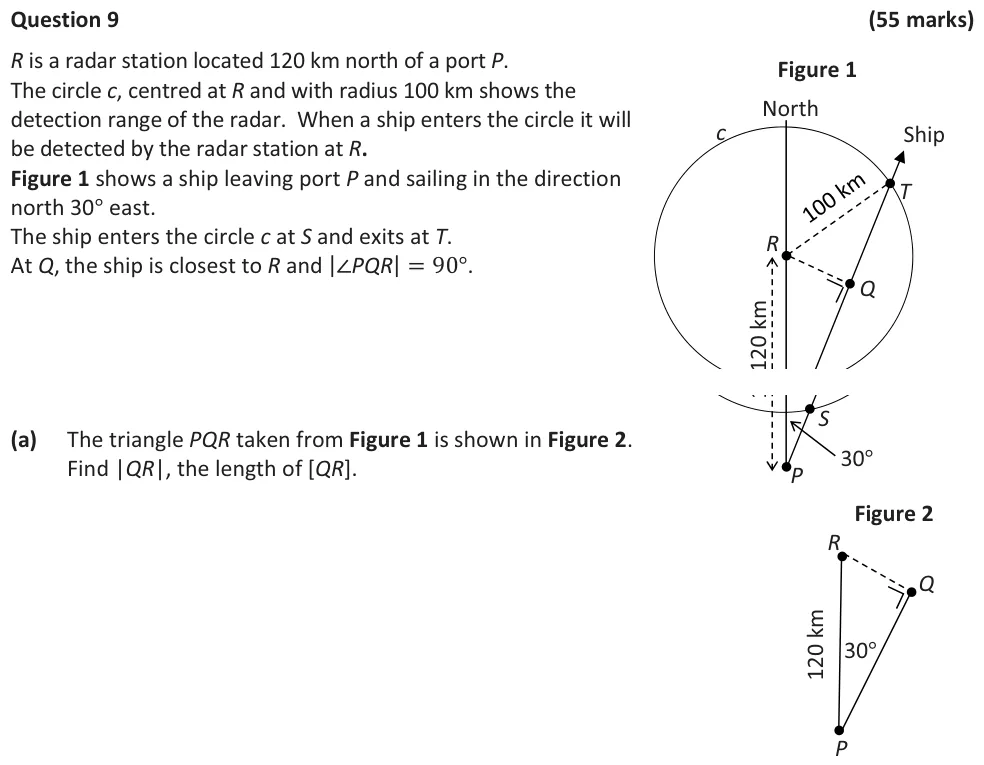 Question 9
(55 marks)
R is a radar station located 120 km north of a port P.
The circle c, centred at R and with radius 100 km shows the
detection range of the radar. When a ship enters the circle it will
be detected by the radar station at R.
Figure 1 shows a ship leaving port P and sailing in the direction
north 30° east.
The ship enters the circle c at S and exits at T.
At Q, the ship is closest to R and |∠PQR| = 90°.
Figure 1
North
c
Ship
T
100 km
R
Q
120 km
S
30°
P
(a) The triangle PQR taken from Figure 1 is shown in Figure 2.
Find |QR|, the length of [QR].
Figure 2
R
Q
120 km
30°
P